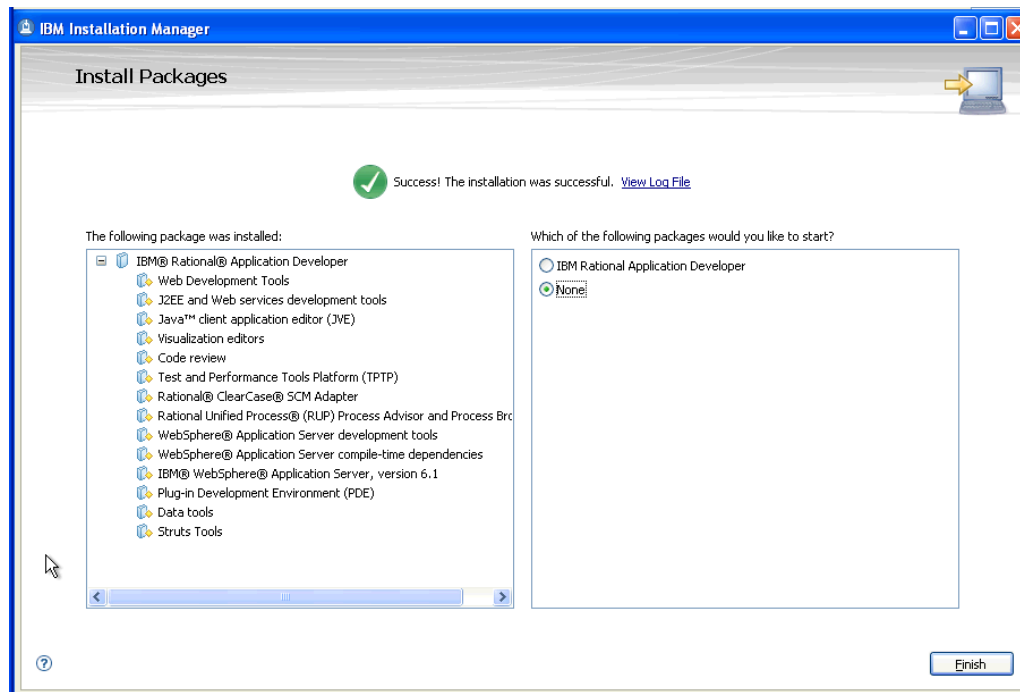 IBM Installation Manager
Install Packages
Success! The installation was successful. View Log File
The following package was installed:
IBM® Rational® Application Developer
Web Development Tools
J2EE and Web services development tools
Java™ client application editor (JVE)
Visualization editors
Code review
Test and Performance Tools Platform (TPTP)
Rational® ClearCase® SCM Adapter
Rational Unified Process® (RUP) Process Advisor and Process Bro
WebSphere® Application Server development tools
WebSphere® Application Server compile-time dependencies
IBM® WebSphere® Application Server, version 6.1
Plug-in Development Environment (PDE)
Data tools
Struts Tools
Which of the following packages would you like to start?
IBM Rational Application Developer
None
?
Finish